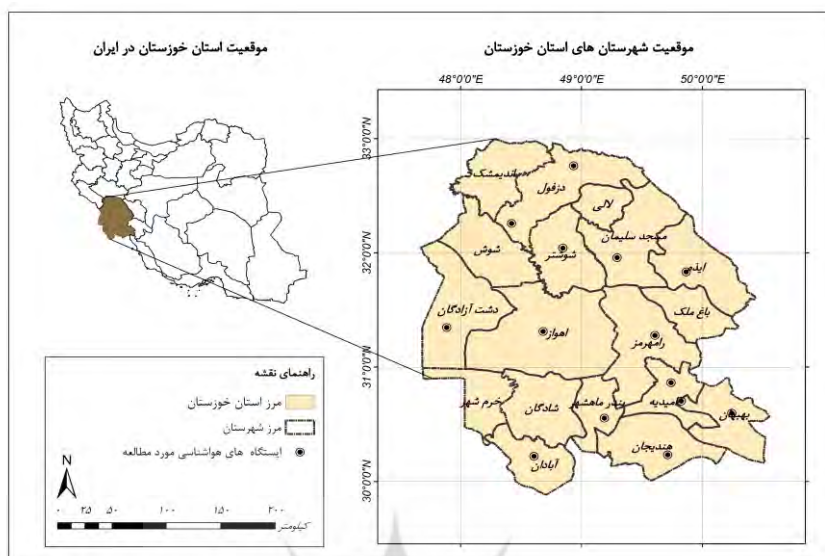 موقعیت استان خوزستان در ایران
موقعیت شهرستان های استان خوزستان
48°0'0"E 49°0'0"E 50°0'0"E
33°0'0"N
32°0'0"N
31°0'0"N
30°0'0"N
اندیمشک
دزفول
لالی
شوش
شوشتر
مسجد سلیمان
ایذه
دشت آزادگان
اهواز
باغ ملک
رامهرمز
خرم شهر
شادگان
بندر ماهشهر
امیدیه
بهبهان
آبادان
هندیجان
راهنمای نقشه
مرز استان خوزستان
مرز شهرستان
ایستگاه های هواشناسی مورد مطالعه
N
۰ ۲۵ ۵۰ ۱۰۰ ۱۵۰ ۲۰۰
کیلومتر